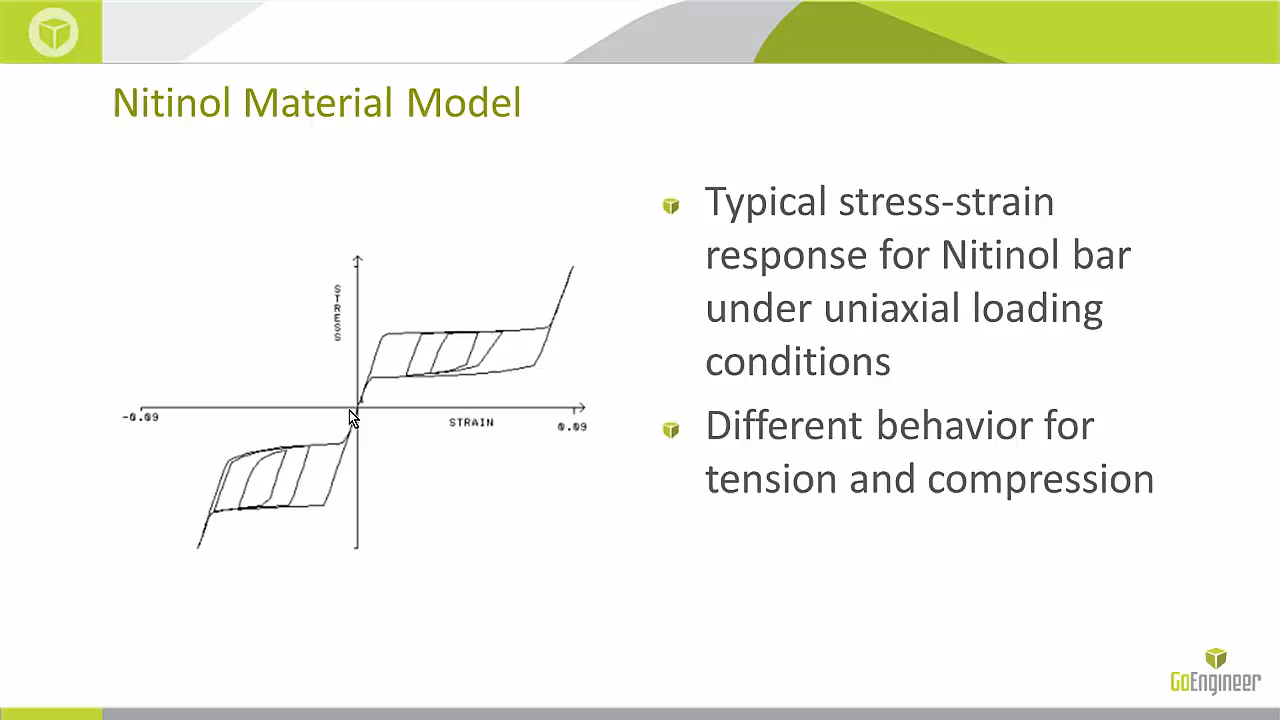 Nitinol Material Model
Typical stress-strain
response for Nitinol bar
under uniaxial loading
conditions
Different behavior for
tension and compression
STRESS
-0.09
STRAIN
0.09
GoEngineer